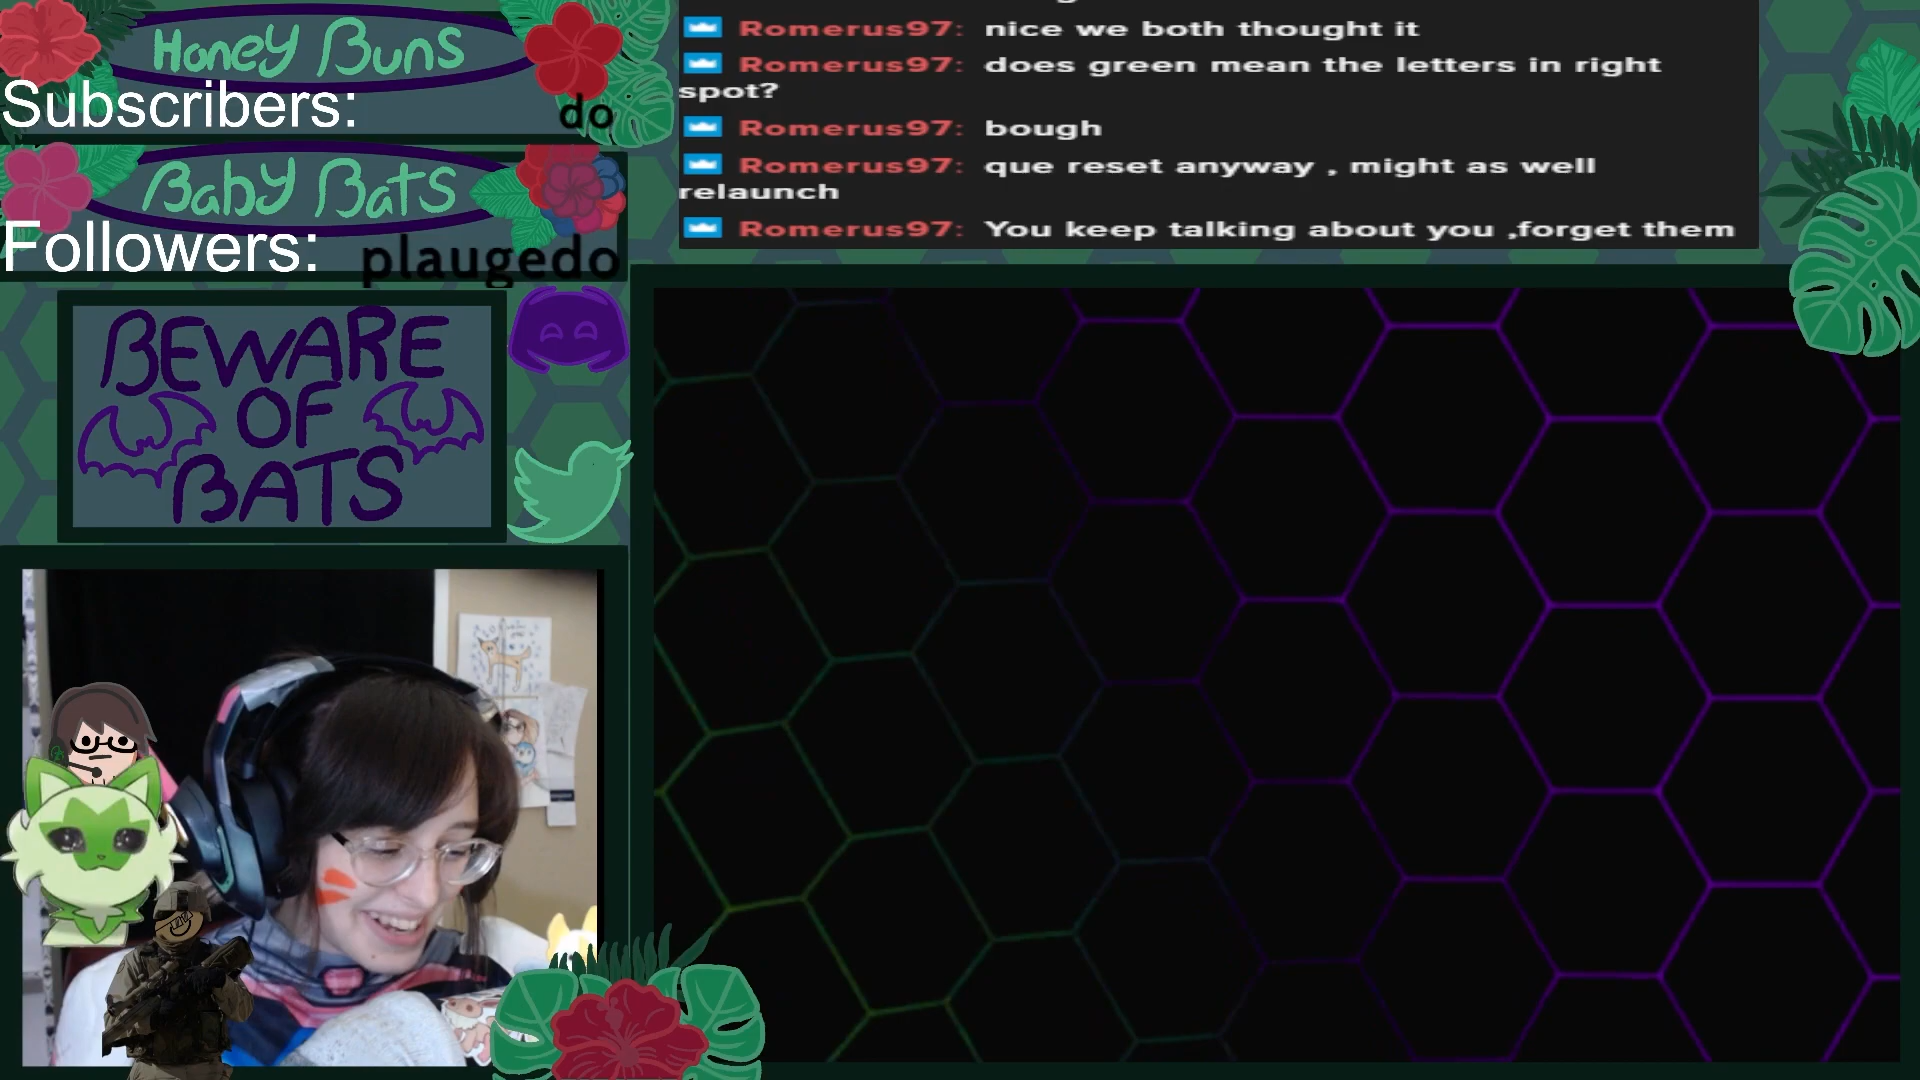 Honey Buns
Subscribers:
do
Baby Bats
Followers:
plaugedo
BEWARE
OF
BATS
Romerus97: nice we both thought it
Romerus97: does green mean the letters in right
spot?
Romerus97: bough
Romerus97: que reset anyway , might as well
relaunch
Romerus97: You keep talking about you ,forget them